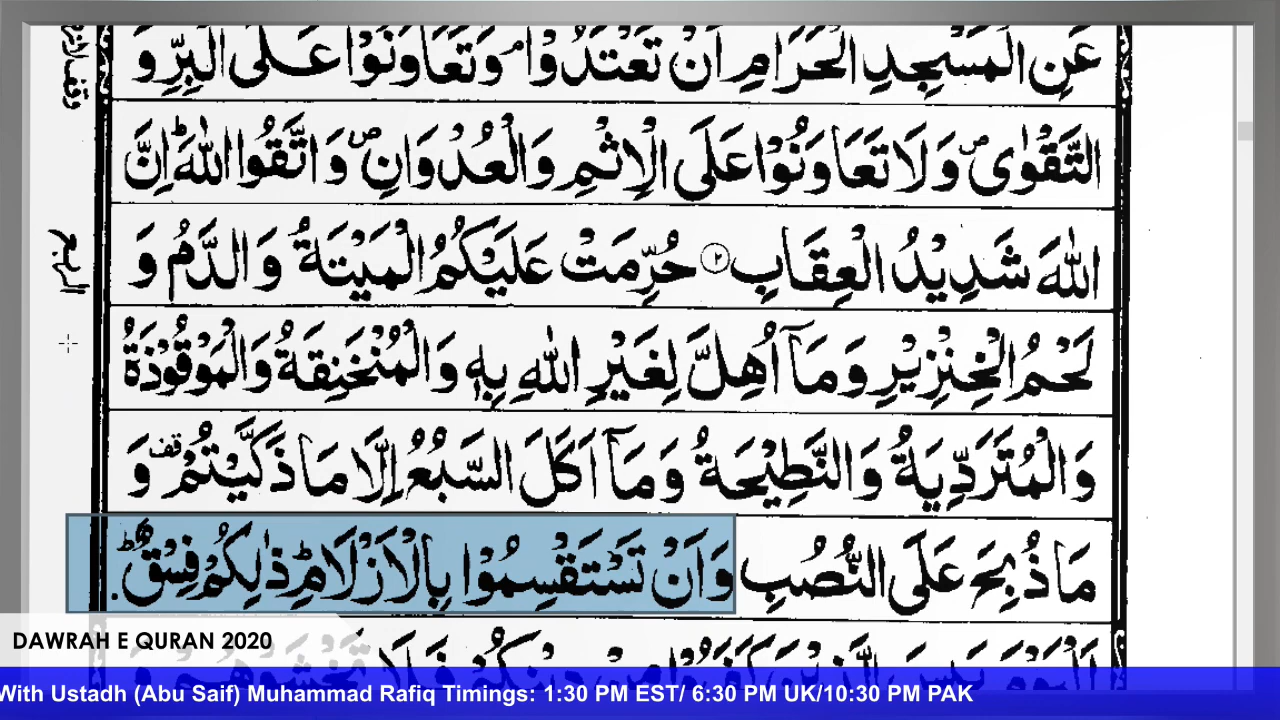 عَنِ الْمَسْجِدِ الْحَرَامِ اَنْ تَعْتَدُوْا ۘ وَتَعَاوَنُوْا عَلَى الْبِرِّ وَ
التَّقْوٰى ۪ وَلَا تَعَاوَنُوْا عَلَى الْاِثْمِ وَالْعُدْوَانِ ۪ وَاتَّقُوا اللّٰهَ ؕ اِنَّ
اللّٰهَ شَدِيْدُ الْعِقَابِ ﴿۲﴾ حُرِّمَتْ عَلَيْكُمُ الْمَيْتَةُ وَالدَّمُ وَ
لَحْمُ الْخِنْزِيْرِ وَمَاۤ اُهِلَّ لِغَيْرِ اللّٰهِ بِهٖ وَالْمُنْخَنِقَةُ وَالْمَوْقُوْذَةُ
وَالْمُتَرَدِّيَةُ وَالنَّطِيْحَةُ وَمَاۤ اَكَلَ السَّبُعُ اِلَّا مَا ذَكَّيْتُمْ قف وَ
مَا ذُبِحَ عَلَى النُّصُبِ وَاَنْ تَسْتَقْسِمُوْا بِالْاَزْلَامِ ؕ ذٰلِكُمْ فِسْقٌ ؕ
DAWRAH E QURAN 2020
With Ustadh (Abu Saif) Muhammad Rafiq Timings: 1:30 PM EST/ 6:30 PM UK/10:30 PM PAK